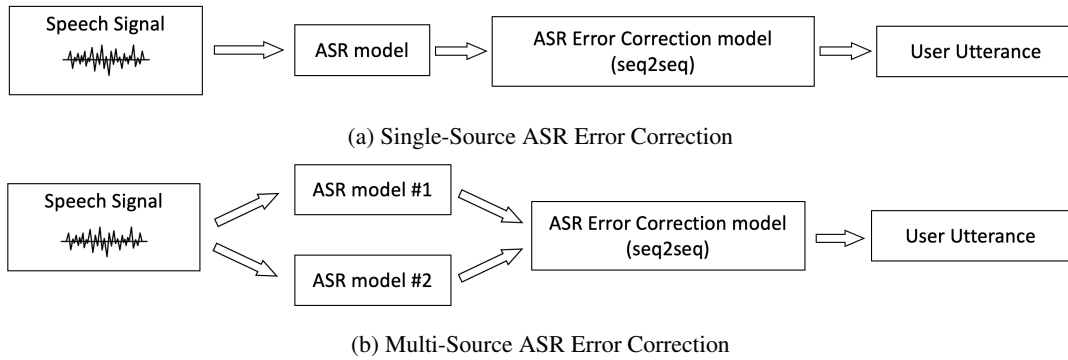 Speech Signal
ASR model
ASR Error Correction model
(seq2seq)
User Utterance
(a) Single-Source ASR Error Correction
Speech Signal
ASR model #1
ASR model #2
ASR Error Correction model
(seq2seq)
User Utterance
(b) Multi-Source ASR Error Correction